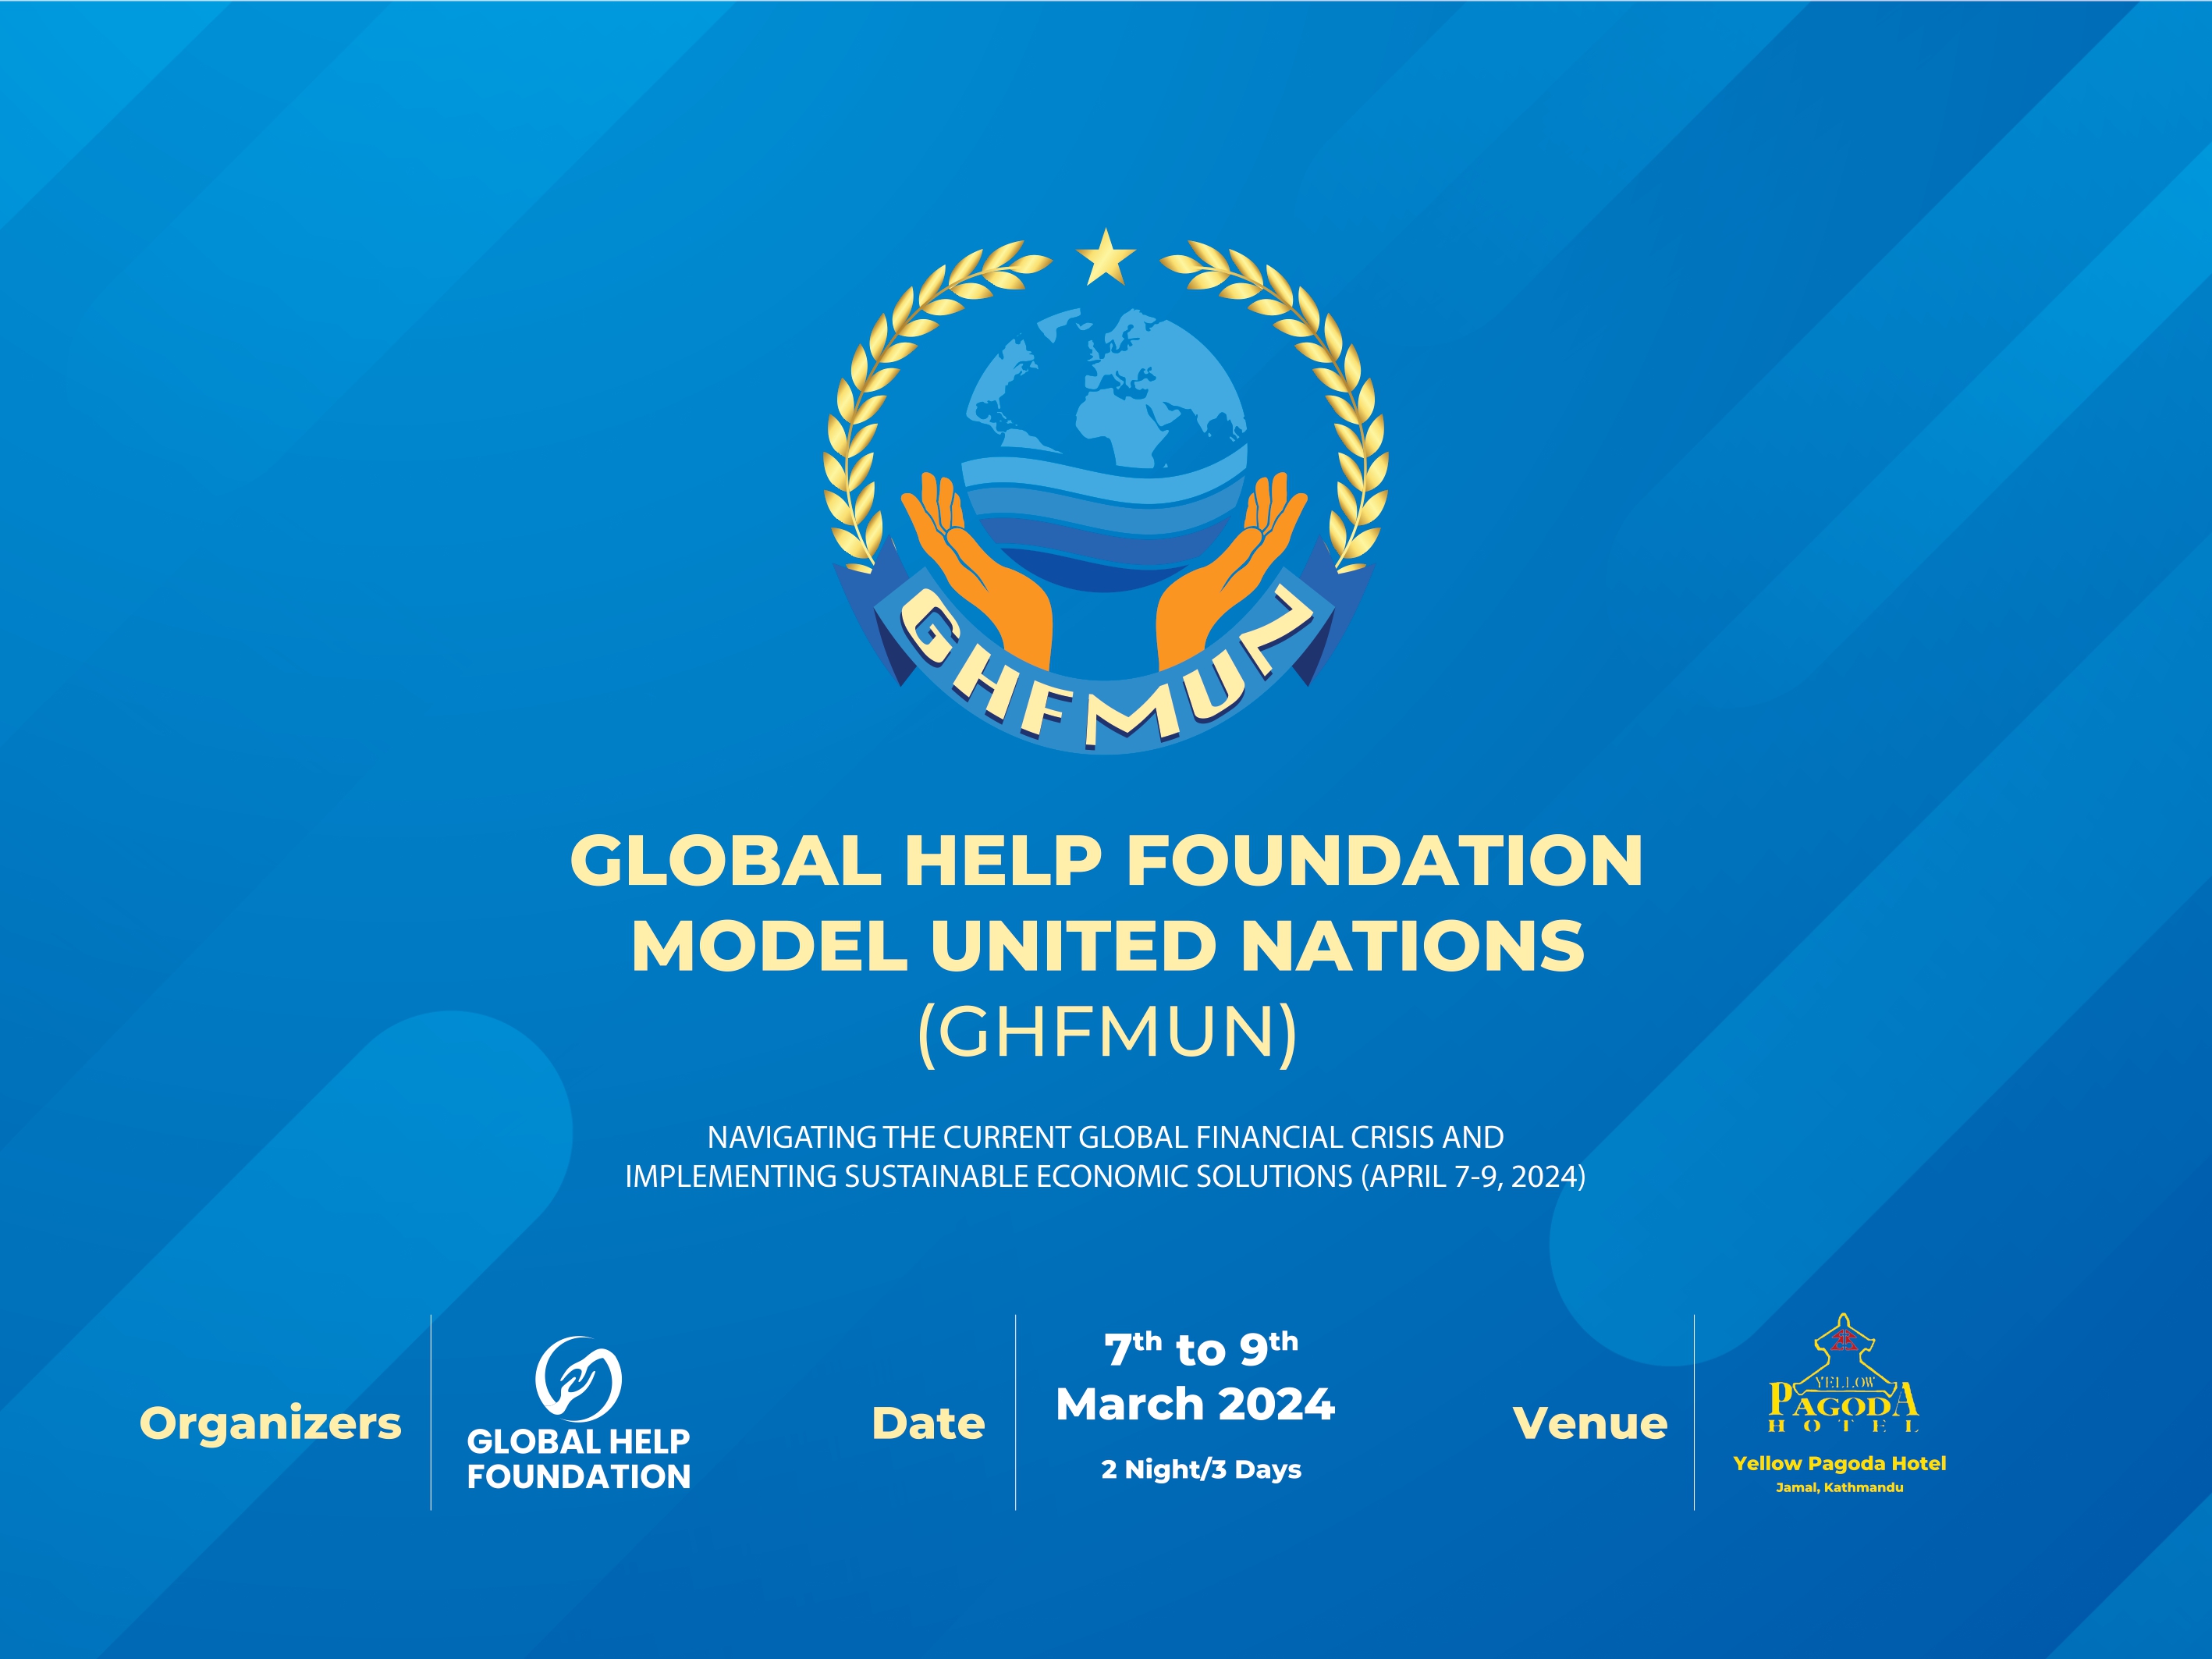 GHFMUN
GLOBAL HELP FOUNDATION
MODEL UNITED NATIONS
(GHFMUN)
NAVIGATING THE CURRENT GLOBAL FINANCIAL CRISIS AND
IMPLEMENTING SUSTAINABLE ECONOMIC SOLUTIONS (APRIL 7-9, 2024)
Organizers
GLOBAL HELP
FOUNDATION
Date
7th to 9th
March 2024
2 Night/3 Days
Venue
YELLOW
PAGODA
HOTEL
Yellow Pagoda Hotel
Jamal, Kathmandu